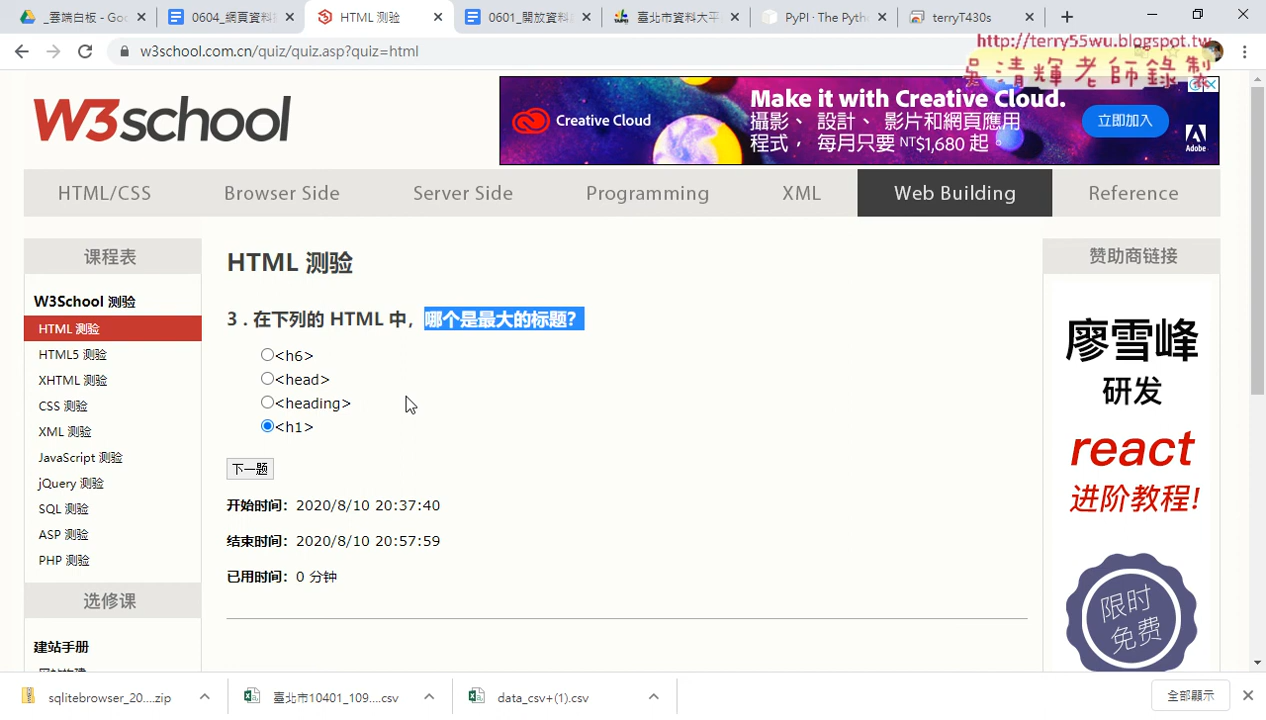 _雲端白板 - Goo
0604_網頁資料
HTML 测验
0601_開放資料
臺北市資料大平
PyPI · The Pyth
terryT430s
w3school.com.cn/quiz/quiz.asp?quiz=html
http://terry55wu.blogspot.tw
吳清輝老師錄製
W3school
Creative Cloud
Make it with Creative Cloud.
攝影、 設計、 影片和網頁應用
程式， 每月只要 NT$1,680 起。
立即加入
Adobe
HTML/CSS
Browser Side
Server Side
Programming
XML
Web Building
Reference
课程表
W3School 测验
HTML 测验
HTML5 测验
XHTML 测验
CSS 测验
XML 测验
JavaScript 测验
jQuery 测验
SQL 测验
ASP 测验
PHP 测验
选修课
建站手册
HTML 测验
3 . 在下列的 HTML 中，哪个是最大的标题？
<h6>
<head>
<heading>
<h1>
下一题
开始时间：2020/8/10 20:37:40
结束时间：2020/8/10 20:57:59
已用时间：0 分钟
赞助商链接
廖雪峰
研发
react
进阶教程!
限时
免费
sqlitebrowser_20....zip
臺北市10401_109....csv
data_csv+(1).csv
全部顯示